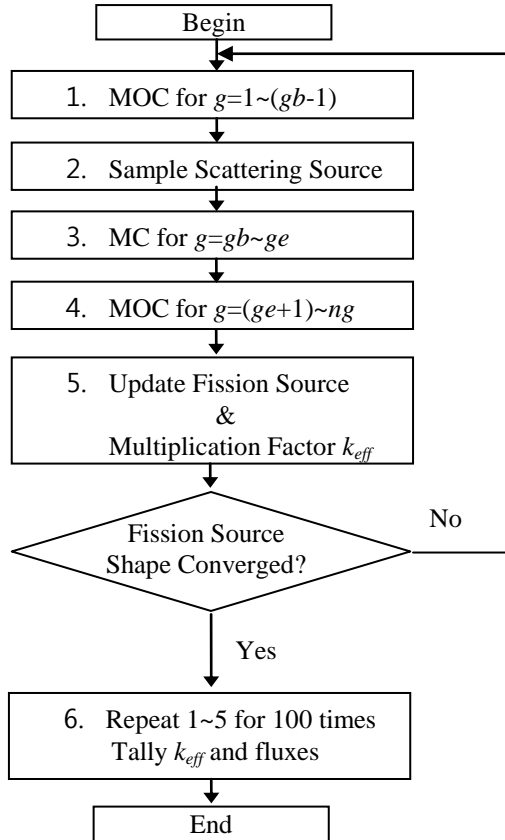 Begin
1. MOC for g=1~(gb-1)
2. Sample Scattering Source
3. MC for g=gb~ge
4. MOC for g=(ge+1)~ng
5. Update Fission Source
&
Multiplication Factor keff
Fission Source
Shape Converged?
No
Yes
6. Repeat 1~5 for 100 times
Tally keff and fluxes
End